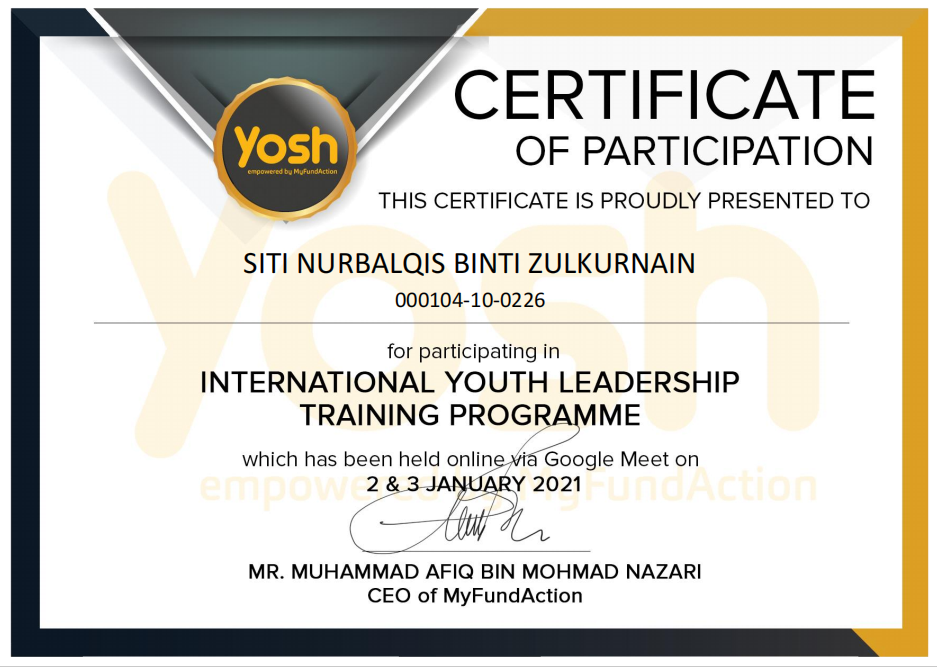 Yosh
empowered by MyFundAction
CERTIFICATE
OF PARTICIPATION
THIS CERTIFICATE IS PROUDLY PRESENTED TO
SITI NURBALQIS BINTI ZULKURNAIN
000104-10-0226
for participating in
INTERNATIONAL YOUTH LEADERSHIP
TRAINING PROGRAMME
which has been held online via Google Meet on
2 & 3 JANUARY 2021
MR. MUHAMMAD AFIQ BIN MOHMAD NAZARI
CEO of MyFundAction
Yosh
empowered by MyFundAction